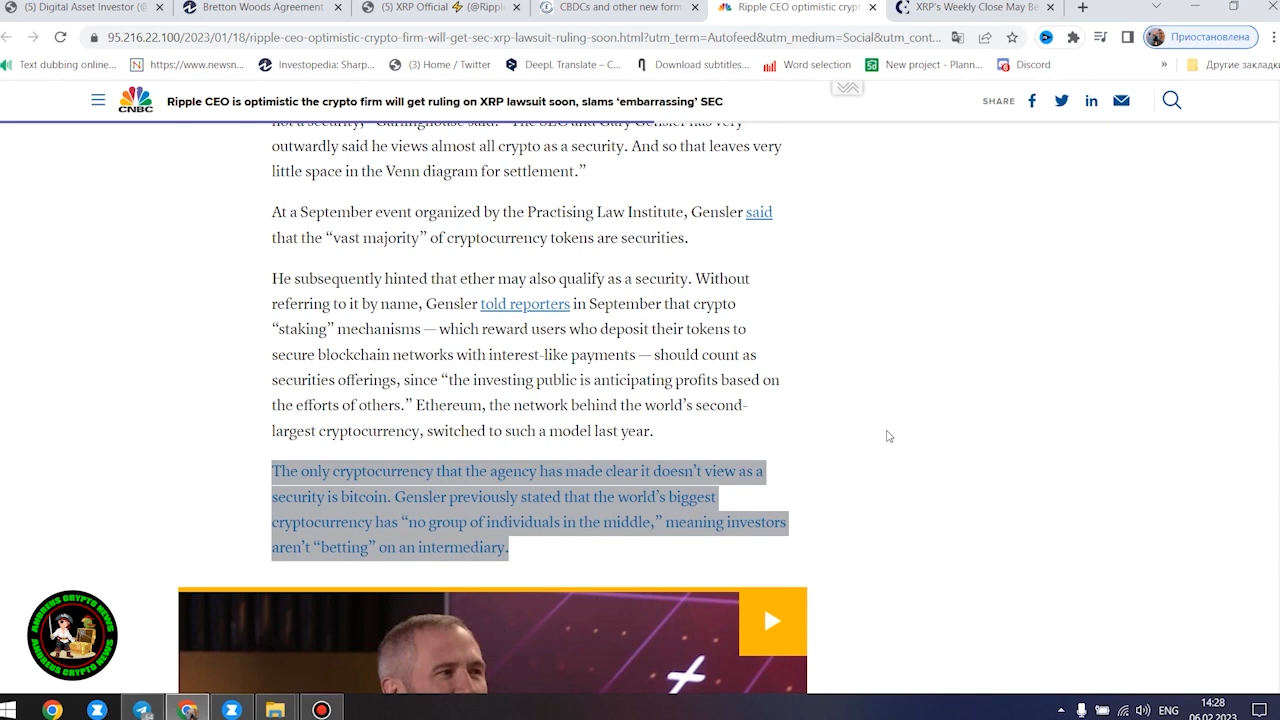 (5) Digital Asset Investor (@
Bretton Woods Agreement
(5) XRP Official ⚡ (@Rippl
CBDCs and other new form
Ripple CEO optimistic crypt
XRP's Weekly Close May Be
95.216.22.100/2023/01/18/ripple-ceo-optimistic-crypto-firm-will-get-sec-xrp-lawsuit-ruling-soon.html?utm_term=Autofeed&utm_medium=Social&utm_cont...
Приостановлена
Text dubbing online...
https://www.newsn...
Investopedia: Sharp...
(3) Home / Twitter
DeepL Translate – C...
Download subtitles...
Word selection
New project - Plann...
Discord
»
Другие закладки
CNBC
Ripple CEO is optimistic the crypto firm will get ruling on XRP lawsuit soon, slams ‘embarrassing’ SEC
SHARE
not a security,” Garlinghouse said. “The SEC and Gary Gensler has very
outwardly said he views almost all crypto as a security. And so that leaves very
little space in the Venn diagram for settlement.”
At a September event organized by the Practising Law Institute, Gensler said
that the “vast majority” of cryptocurrency tokens are securities.
He subsequently hinted that ether may also qualify as a security. Without
referring to it by name, Gensler told reporters in September that crypto
“staking” mechanisms — which reward users who deposit their tokens to
secure blockchain networks with interest-like payments — should count as
securities offerings, since “the investing public is anticipating profits based on
the efforts of others.” Ethereum, the network behind the world’s second-
largest cryptocurrency, switched to such a model last year.
The only cryptocurrency that the agency has made clear it doesn’t view as a
security is bitcoin. Gensler previously stated that the world’s biggest
cryptocurrency has “no group of individuals in the middle,” meaning investors
aren’t “betting” on an intermediary.
ANDREUS CRYPTO NEWS
ANDREUS CRYPTO NEWS
ENG
14:28
06.02.2023